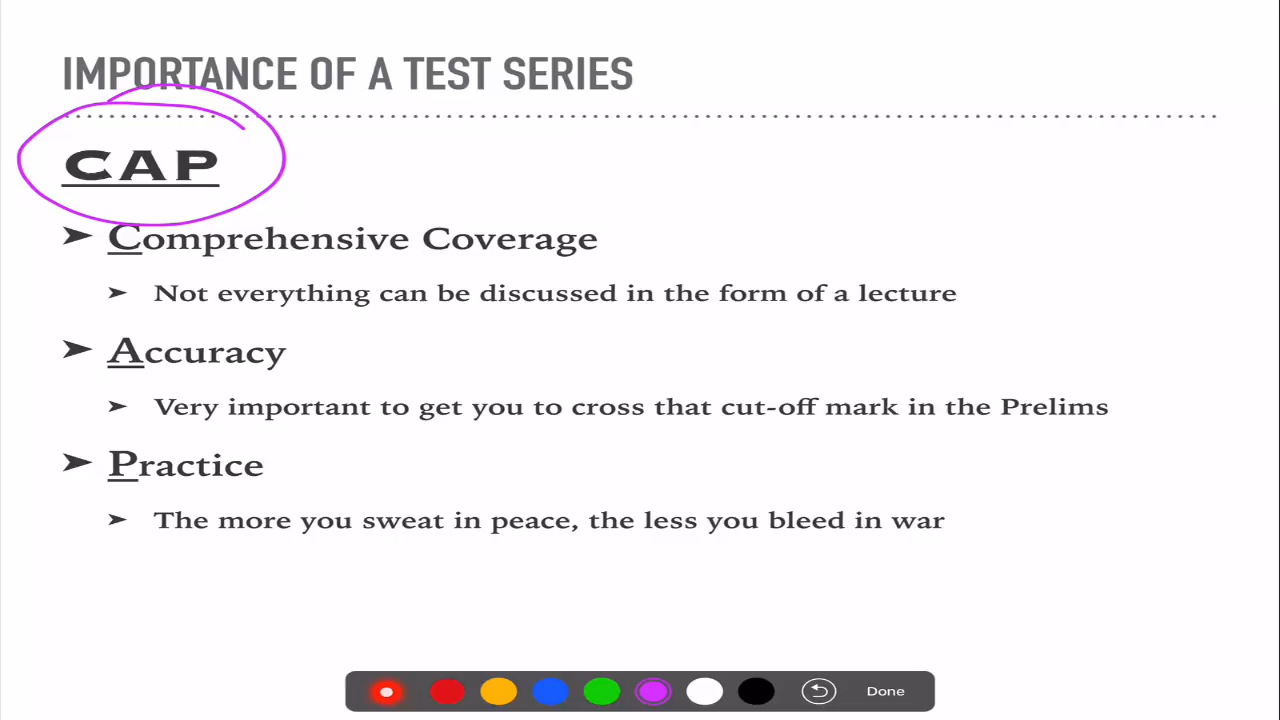 IMPORTANCE OF A TEST SERIES
CAP
➤ Comprehensive Coverage
➤ Not everything can be discussed in the form of a lecture
➤ Accuracy
➤ Very important to get you to cross that cut-off mark in the Prelims
➤ Practice
➤ The more you sweat in peace, the less you bleed in war
Done